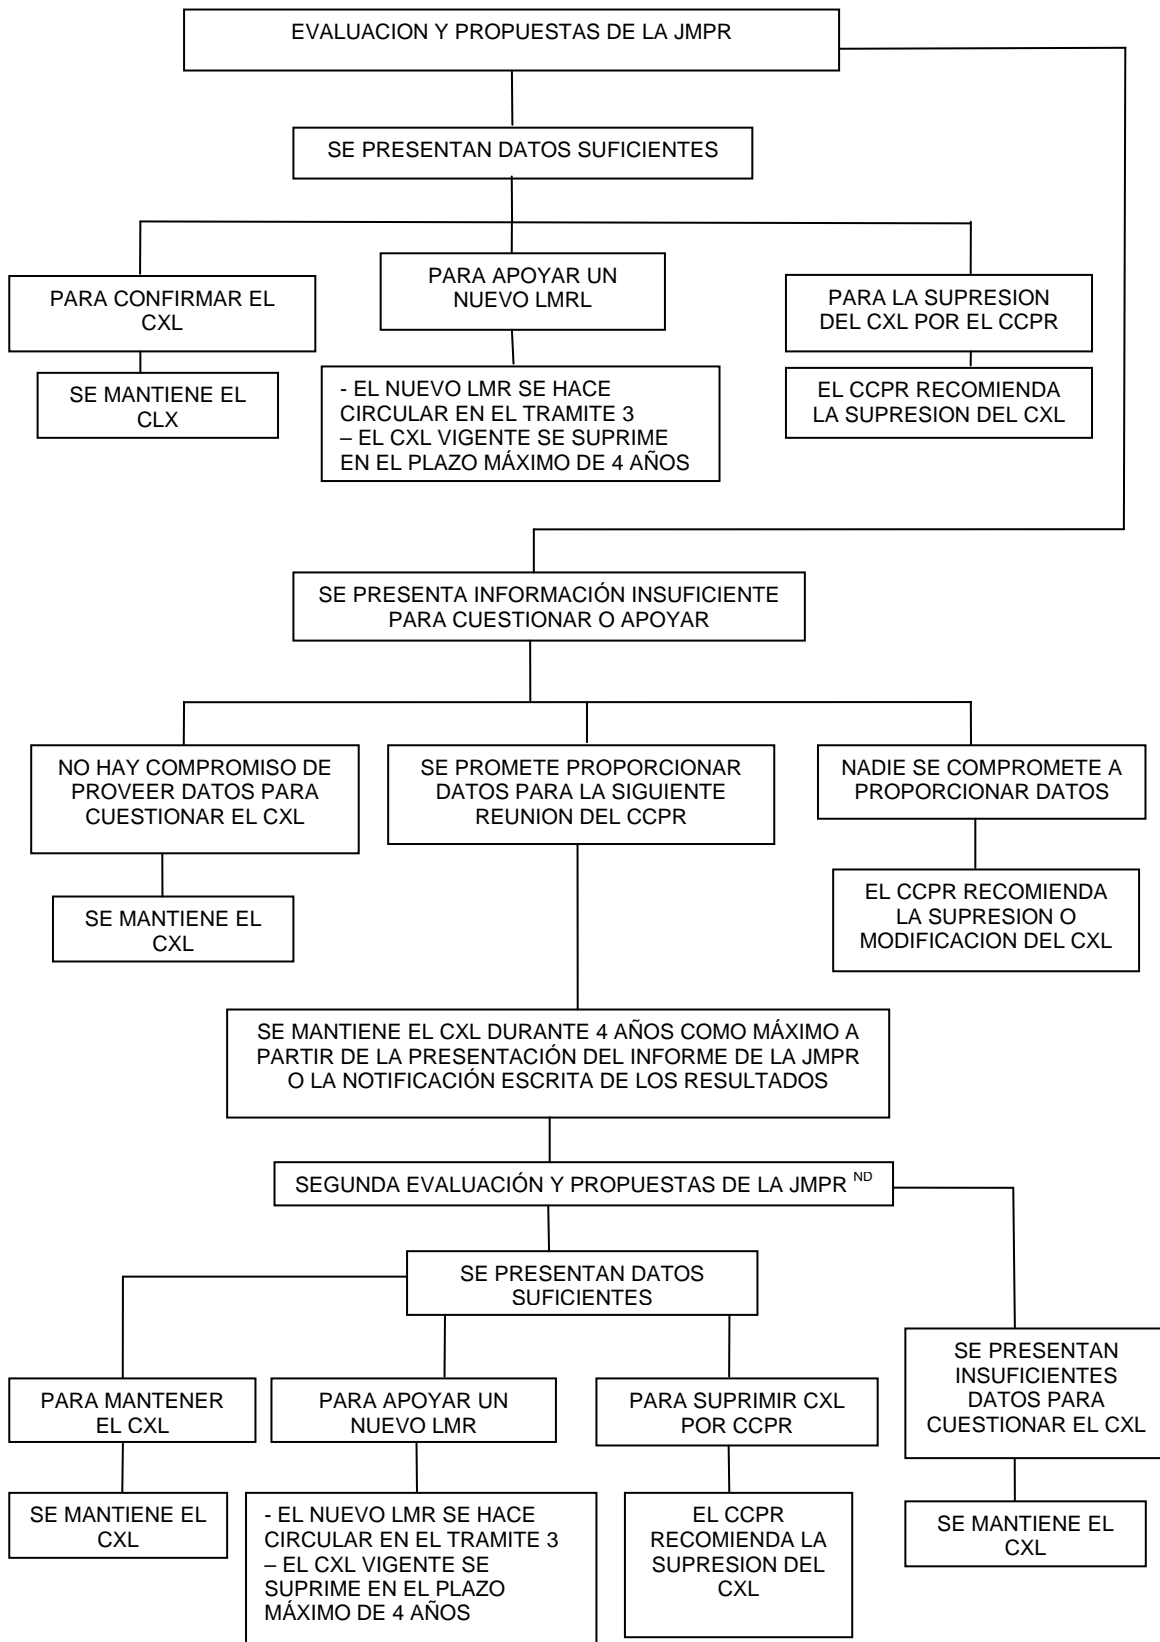 EVALUACION Y PROPUESTAS DE LA JMPR
SE PRESENTAN DATOS SUFICIENTES
PARA CONFIRMAR EL
CXL
PARA APOYAR UN
NUEVO LMRL
PARA LA SUPRESION
DEL CXL POR EL CCPR
SE MANTIENE EL
CLX
- EL NUEVO LMR SE HACE
CIRCULAR EN EL TRAMITE 3
– EL CXL VIGENTE SE SUPRIME
EN EL PLAZO MÁXIMO DE 4 AÑOS
EL CCPR RECOMIENDA
LA SUPRESION DEL CXL
SE PRESENTA INFORMACIÓN INSUFICIENTE
PARA CUESTIONAR O APOYAR
NO HAY COMPROMISO DE
PROVEER DATOS PARA
CUESTIONAR EL CXL
SE PROMETE PROPORCIONAR
DATOS PARA LA SIGUIENTE
REUNION DEL CCPR
NADIE SE COMPROMETE A
PROPORCIONAR DATOS
SE MANTIENE EL
CXL
EL CCPR RECOMIENDA
LA SUPRESION O
MODIFICACION DEL CXL
SE MANTIENE EL CXL DURANTE 4 AÑOS COMO MÁXIMO A
PARTIR DE LA PRESENTACIÓN DEL INFORME DE LA JMPR
O LA NOTIFICACIÓN ESCRITA DE LOS RESULTADOS
SEGUNDA EVALUACIÓN Y PROPUESTAS DE LA JMPR ND
SE PRESENTAN DATOS
SUFICIENTES
PARA MANTENER
EL CXL
PARA APOYAR UN
NUEVO LMR
PARA SUPRIMIR CXL
POR CCPR
SE PRESENTAN
INSUFICIENTES
DATOS PARA
CUESTIONAR EL CXL
SE MANTIENE EL
CXL
- EL NUEVO LMR SE HACE
CIRCULAR EN EL TRAMITE 3
– EL CXL VIGENTE SE
SUPRIME EN EL PLAZO
MÁXIMO DE 4 AÑOS
EL CCPR
RECOMIENDA LA
SUPRESION DEL
CXL
SE MANTIENE EL
CXL